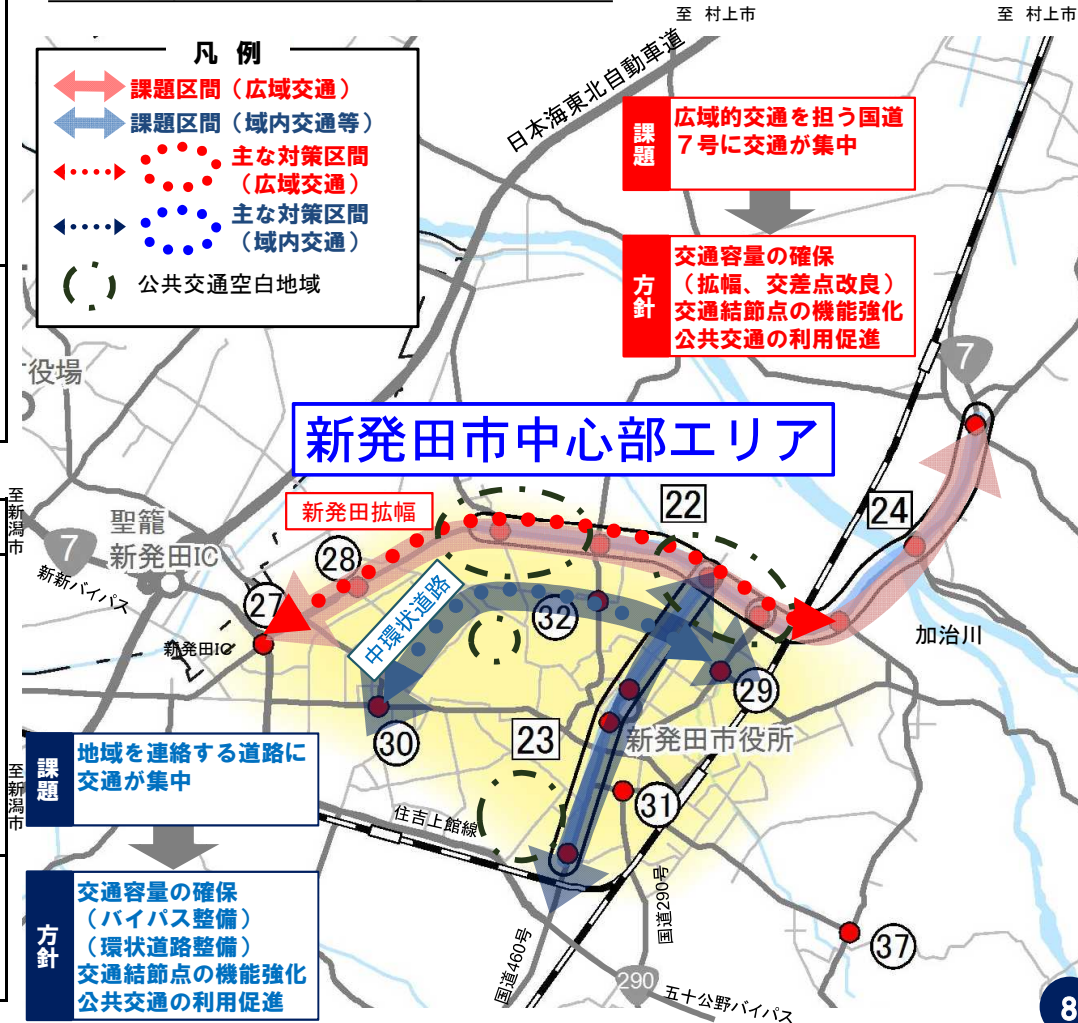 至 村上市
至 村上市
凡 例
課題区間（広域交通）
課題区間（域内交通等）
主な対策区間
（広域交通）
主な対策区間
（域内交通）
公共交通空白地域
日本海東北自動車道
課題
広域的交通を担う国道
７号に交通が集中
方針
交通容量の確保
（拡幅、交差点改良）
交通結節点の機能強化
公共交通の利用促進
役場
7
新発田市中心部エリア
至新潟市
聖籠
新発田IC
7
新新バイパス
新発田拡幅
22
24
28
27
新発田IC
中環状道路
32
加治川
29
30
23
新発田市役所
31
至新潟市
課題
地域を連絡する道路に
交通が集中
住吉上館線
方針
交通容量の確保
（バイパス整備）
（環状道路整備）
交通結節点の機能強化
公共交通の利用促進
国道460号
国道290号
290
五十公野バイパス
37
8